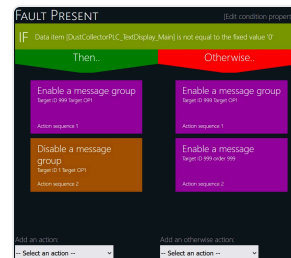 FAULT PRESENT
[Edit condition propert
IF Data item [DustCollectorPLC_TextDisplay_Main] is not equal to the fixed value '0'
Then...
Otherwise...
Enable a message group
Target ID 999 Target OP1
Action sequence 1
Enable a message group
Target ID 999 Target OP1
Action sequence 1
Disable a message
group
Target ID 1 Target OP1
Action sequence 2
Enable a message
Target ID 999 order 999
Action sequence 2
Add an action:
-- Select an action --
Add an otherwise action:
-- Select an action --